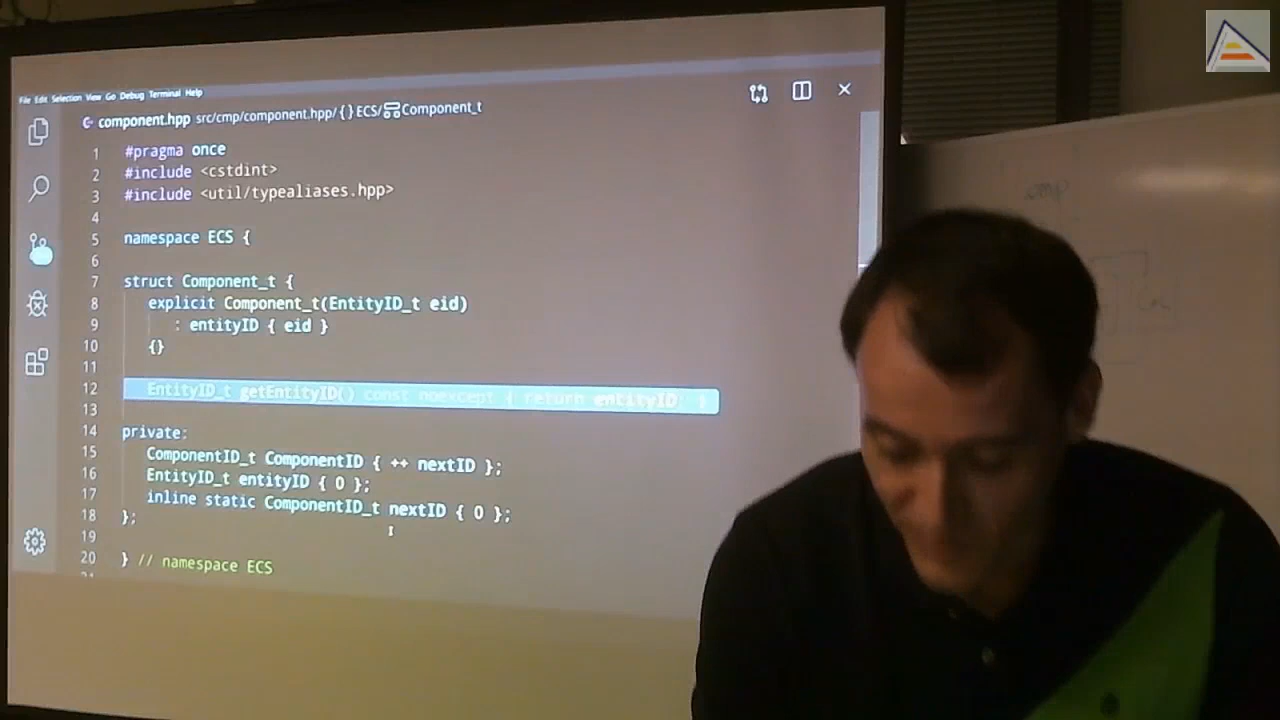 File Edit Selection View Go Debug Terminal Help
component.hpp src/cmp/component.hpp/{}ECS/Component_t
1 #pragma once
2 #include <cstdint>
3 #include <util/typealiases.hpp>
4
5 namespace ECS {
6
7 struct Component_t {
8 explicit Component_t(EntityID_t eid)
9 : entityID { eid }
10 {}
11
12 EntityID_t getEntityID() const noexcept { return entityID; }
13
14 private:
15 ComponentID_t ComponentID { ++ nextID };
16 EntityID_t entityID { 0 };
17 inline static ComponentID_t nextID { 0 };
18 };
19
20 } // namespace ECS
21
cmp